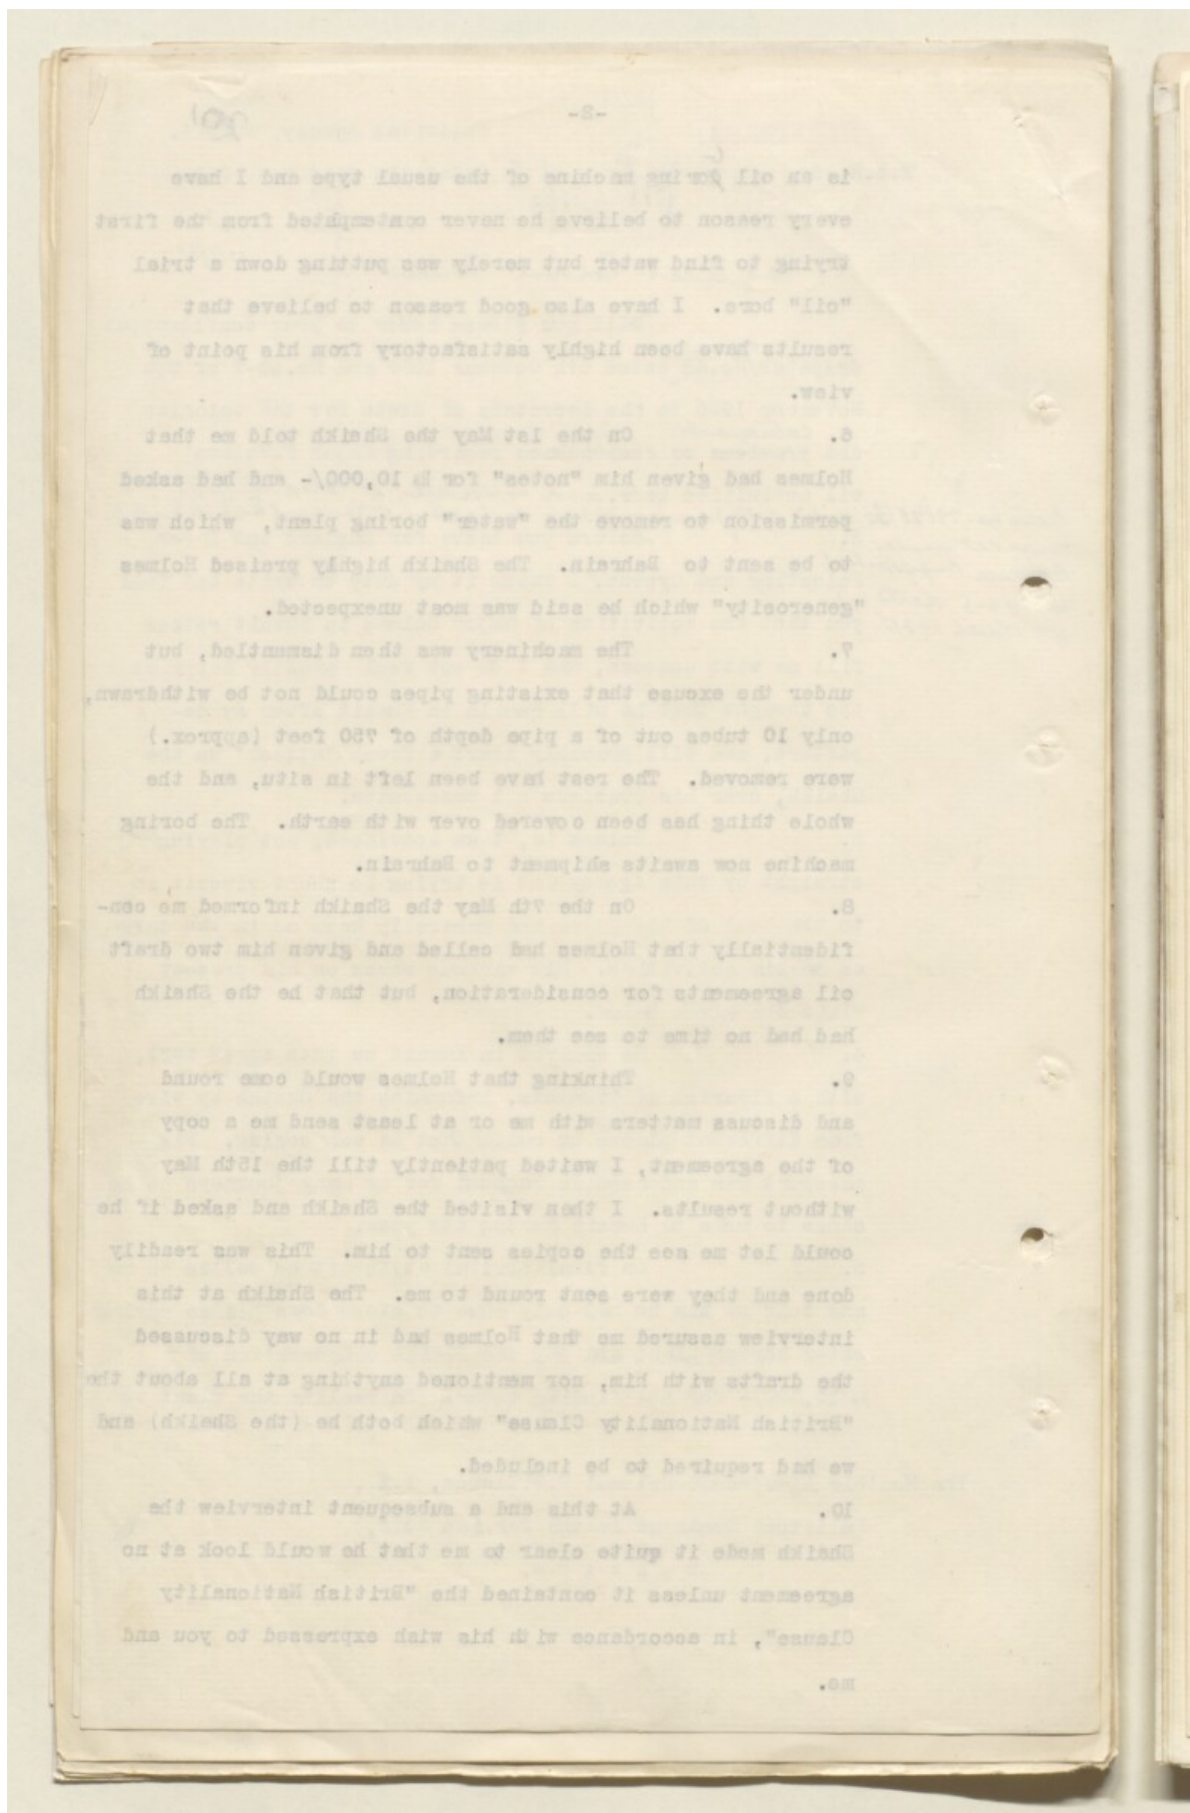 -2-
201
is an oil boring machine of the usual type and I have
every reason to believe he never contemplated from the first
trying to find water but merely was putting down a trial
"oil" bore. I have also good reason to believe that
results have been highly satisfactory from his point of
view.
6. On the 1st May the Shaikh told me that
Holmes had given him "notes" for Rs 10,000/- and had asked
permission to remove the "water" boring plant, which was
to be sent to Bahrain. The Shaikh highly praised Holmes
"generosity" which he said was most unexpected.
7. The machinery was then dismantled, but
under the excuse that existing pipes could not be withdrawn,
only 10 tubes out of a pipe depth of 750 feet (approx.)
were removed. The rest have been left in situ, and the
whole thing has been covered over with earth. The boring
machine now awaits shipment to Bahrain.
8. On the 7th May the Shaikh informed me con-
fidentially that Holmes had called and given him two draft
oil agreements for consideration, but that he the Shaikh
had had no time to see them.
9. Thinking that Holmes would come round
and discuss matters with me or at least send me a copy
of the agreement, I waited patiently till the 15th May
without results. I then visited the Shaikh and asked if he
could let me see the copies sent to him. This was readily
done and they were sent round to me. The Shaikh at this
interview assured me that Holmes had in no way discussed
the drafts with him, nor mentioned anything at all about the
"British Nationality Clause" which both he (the Shaikh) and
we had required to be included.
10. At this and a subsequent interview the
Shaikh made it quite clear to me that he would look at no
agreement unless it contained the "British Nationality
Clause", in accordance with his wish expressed to you and
me.